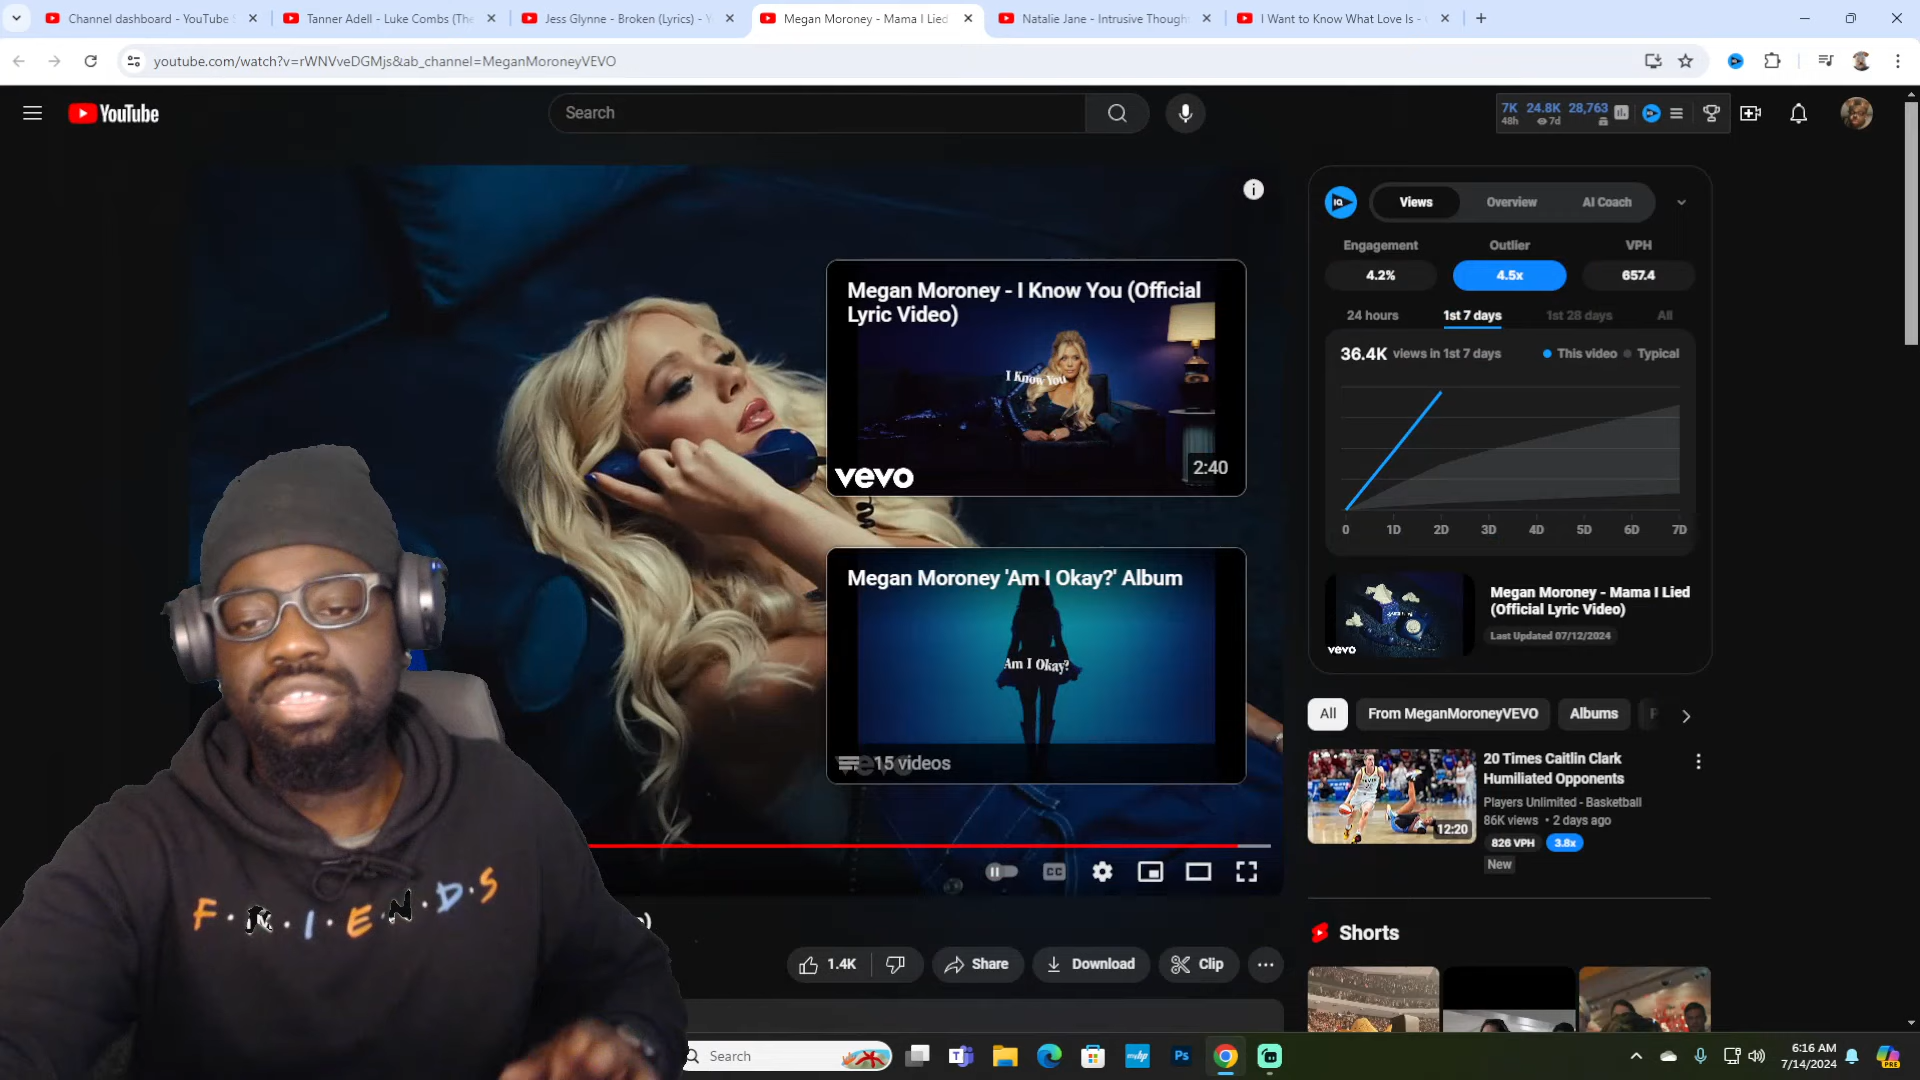 Channel dashboard - YouTube
Tanner Adell - Luke Combs (The
Jess Glynne - Broken (Lyrics) - Y
Megan Moroney - Mama I Lied
Natalie Jane - Intrusive Though
I Want to Know What Love Is -
youtube.com/watch?v=rWNVveDGMjs&ab_channel=MeganMoroneyVEVO
YouTube
Search
7K 24.8K 28,763
48h 7d
Megan Moroney - I Know You (Official
Lyric Video)
I Know You
vevo
2:40
Megan Moroney 'Am I Okay?' Album
Am I Okay?
15 videos
CC
F·R·I·E·N·D·S
1.4K
Share
Download
Clip
IQ
Views
Overview
AI Coach
Engagement
Outlier
VPH
4.2%
4.5x
657.4
24 hours
1st 7 days
1st 28 days
All
36.4K views in 1st 7 days
This video
Typical
0 1D 2D 3D 4D 5D 6D 7D
vevo
Megan Moroney - Mama I Lied
(Official Lyric Video)
Last Updated 07/12/2024
All
From MeganMoroneyVEVO
Albums
20 Times Caitlin Clark
Humiliated Opponents
Players Unlimited - Basketball
86K views • 2 days ago
12:20
826 VPH
3.8x
New
Shorts
Search
mybp
Ps
6:16 AM
7/14/2024
PRE